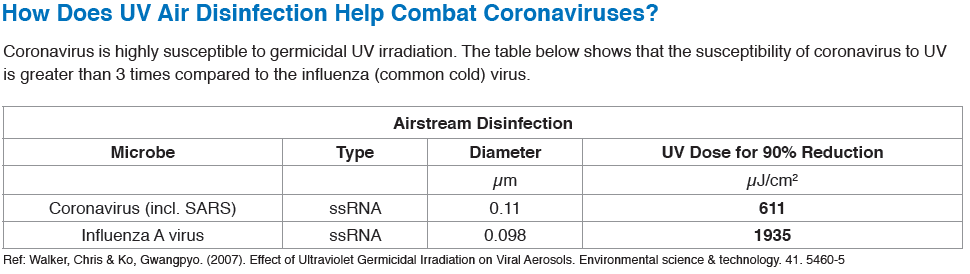 How Does UV Air Disinfection Help Combat Coronaviruses?
Coronavirus is highly susceptible to germicidal UV irradiation. The table below shows that the susceptibility of coronavirus to UV
is greater than 3 times compared to the influenza (common cold) virus.
Airstream Disinfection
Microbe Type Diameter UV Dose for 90% Reduction
µm µJ/cm²
Coronavirus (incl. SARS) ssRNA 0.11 611
Influenza A virus ssRNA 0.098 1935
Ref: Walker, Chris & Ko, Gwangpyo. (2007). Effect of Ultraviolet Germicidal Irradiation on Viral Aerosols. Environmental science & technology. 41. 5460-5